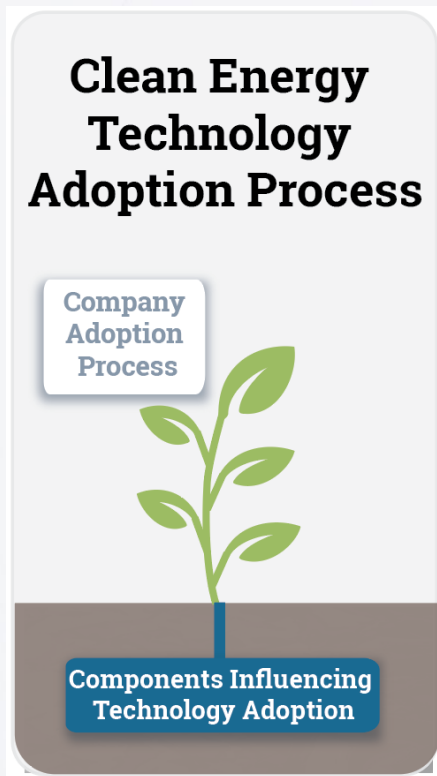 Clean Energy
Technology
Adoption Process
Company
Adoption
Process
Components Influencing
Technology Adoption